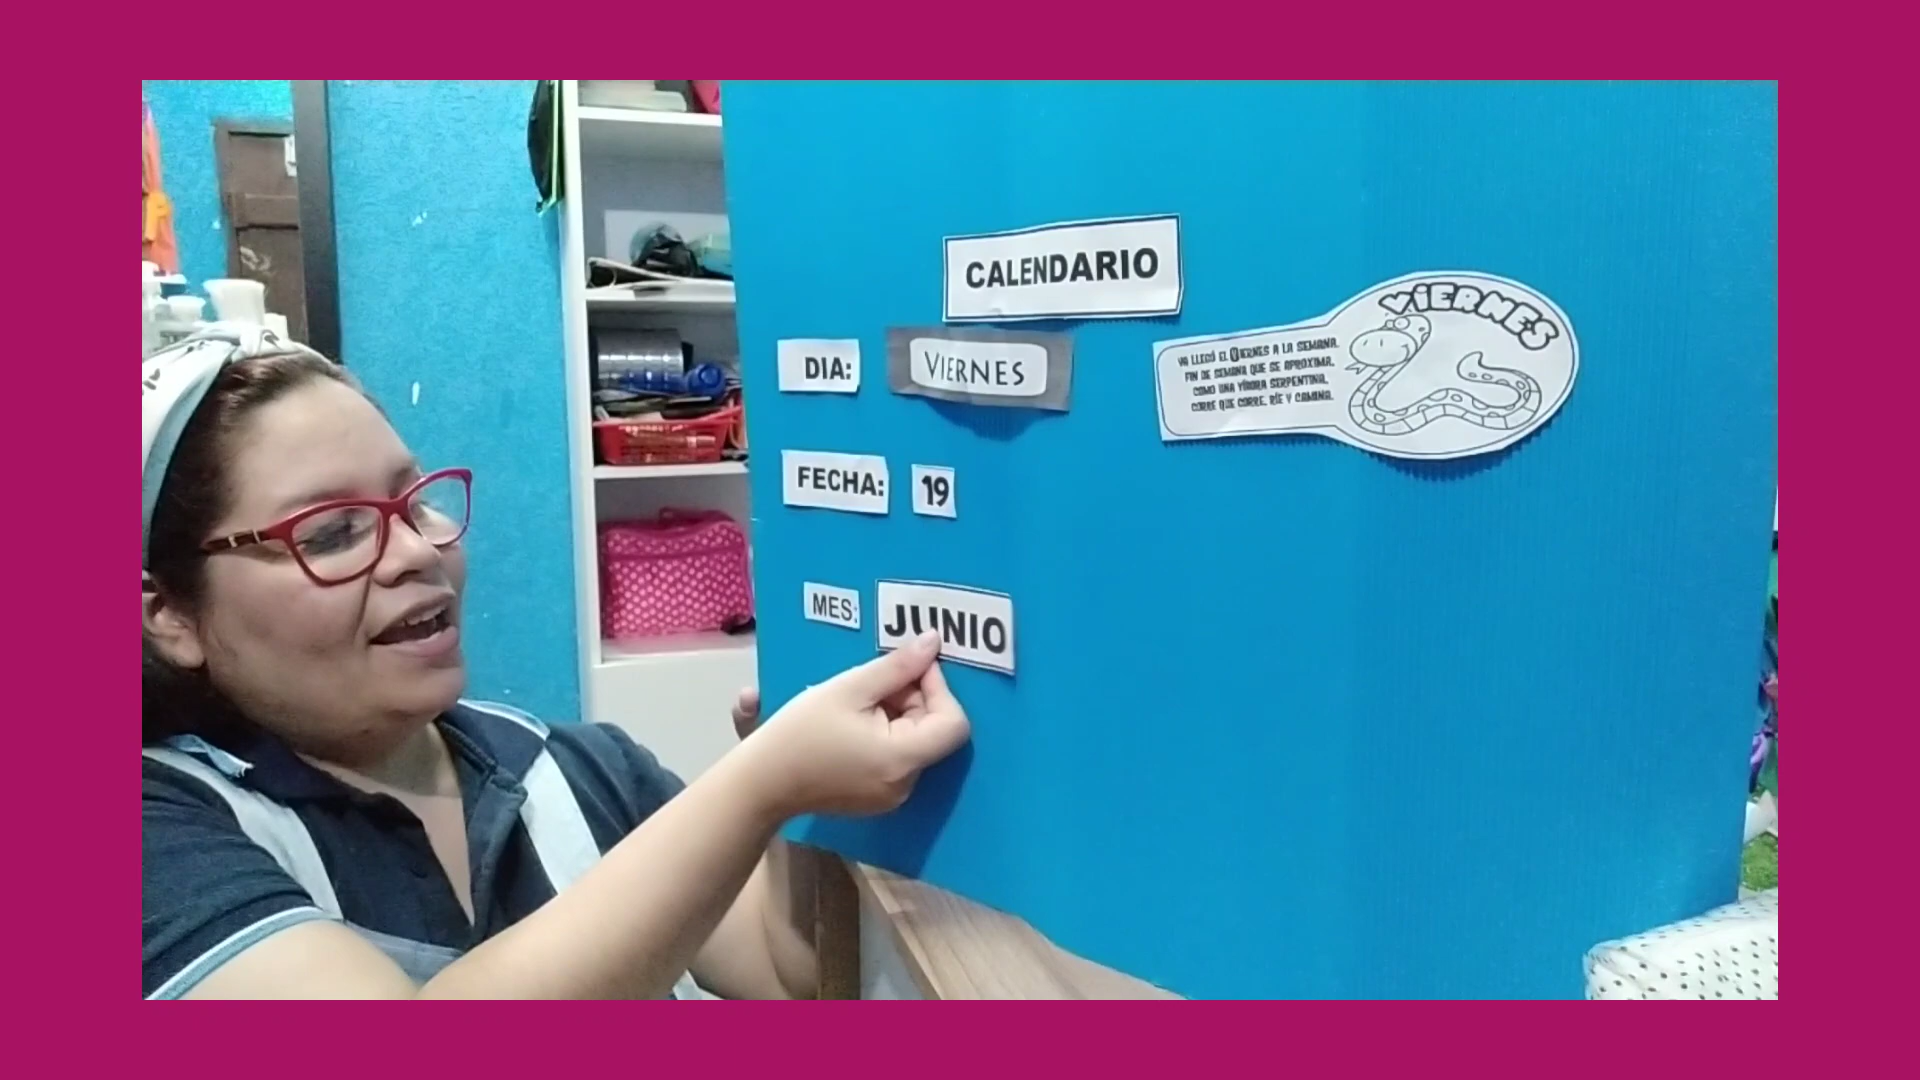 CALENDARIO
DIA: VIERNES
FECHA: 19
MES: JUNIO
VIERNES
YA LLEGÓ EL VIERNES A LA SEMANA,
FIN DE SEMANA QUE SE APROXIMA,
COMO UNA VÍBORA SERPENTINA,
CORRE QUE CORRE, RÍE Y CAMINA.